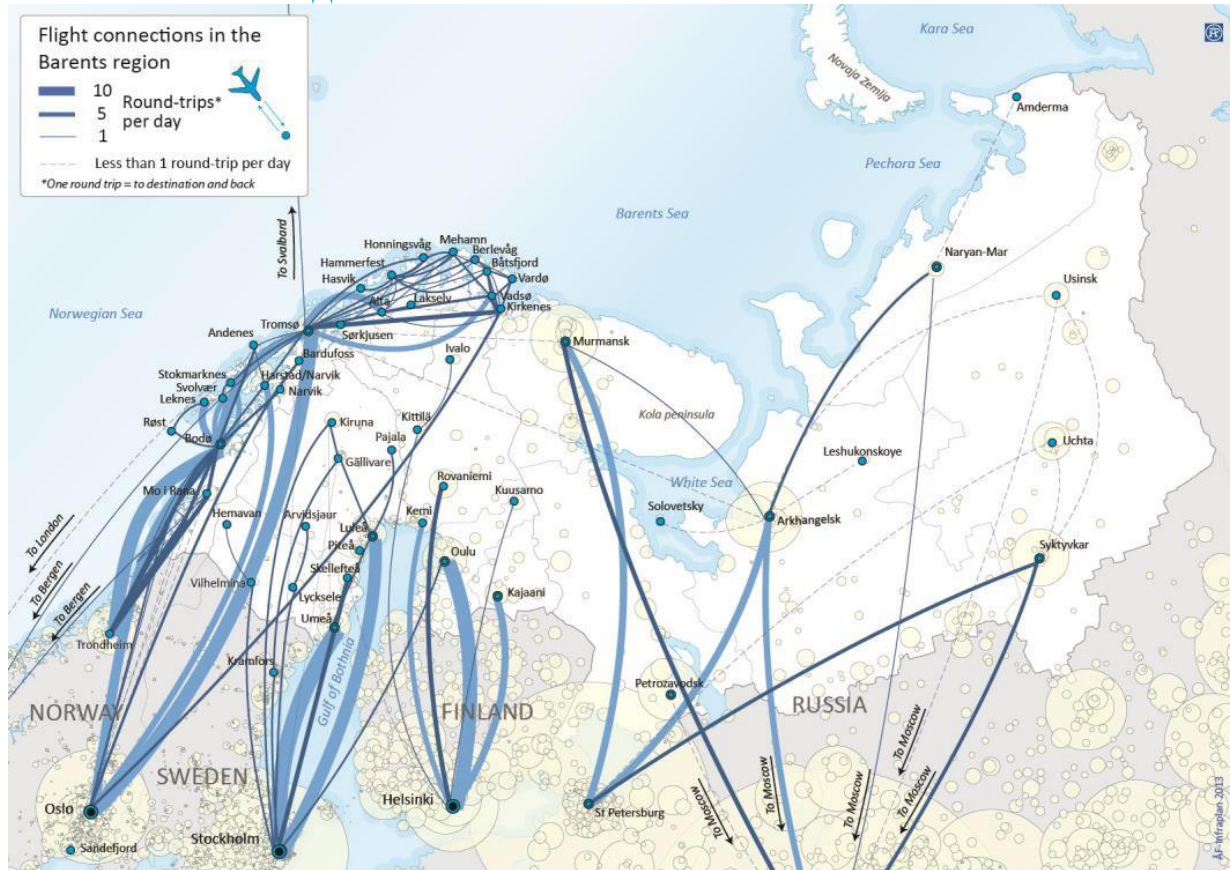 Flight connections in the
Barents region
10
5
1
Round-trips*
per day
Less than 1 round-trip per day
*One round trip = to destination and back
Kara Sea
Novaja Zemlja
Amderma
Pechora Sea
Barents Sea
To Svalbard
Norwegian Sea
Mehamn
Honningsvåg
Berlevåg
Hammerfest
Båtsfjord
Hasvik
Vardø
Alta
Lakselv
Vadsø
Kirkenes
Naryan-Mar
Usinsk
Tromsø
Sørkjusen
Andenes
Murmansk
Bardufoss
Ivalo
Stokmarknes
Harstad/Narvik
Svolvær
Narvik
Leknes
Kola peninsula
Røst
Kiruna
Kittilä
Bodø
Pajala
Uchta
Gällivare
Leshukonskoye
Rovaniemi
White Sea
Mo i Rana
Kuusamo
Solovetsky
Hemavan
Arvidsjaur
Kemi
Arkhangelsk
Luleå
Piteå
Oulu
Syktyvkar
To London
Skellefteå
To Bergen
Vilhelmina
Lycksele
Kajaani
To Bergen
Umeå
Trondheim
Gulf of Bothnia
Kramfors
Petrozavodsk
NORWAY
FINLAND
RUSSIA
SWEDEN
To Moscow
To Moscow
To Moscow
To Moscow
To Moscow
Oslo
Helsinki
St Petersburg
Sandefjord
Stockholm
ÅF-Infraplan 2013